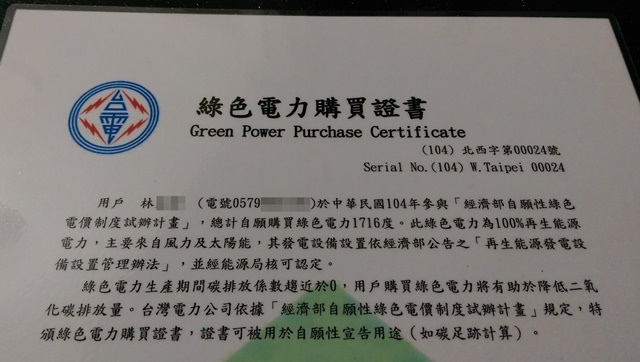 台電
綠色電力購買證書
Green Power Purchase Certificate
(104) 北西字第00024號
Serial No.(104) W.Taipei 00024
用戶 林 (電號0579 )於中華民國104年參與「經濟部自願性綠色
電價制度試辦計畫」,總計自願購買綠色電力1716度。此綠色電力為100%再生能源
電力,主要來自風力及太陽能,其發電設備設置依經濟部公告之「再生能源發電設
備設置管理辦法」,並經能源局核可認定。
綠色電力生產期間碳排放係數趨近於0,用戶購買綠色電力將有助於降低二氧
化碳排放量。台灣電力公司依據「經濟部自願性綠色電價制度試辦計畫」規定,特
頒綠色電力購買證書,證書可被用於自願性宣告用途(如碳足跡計算)。